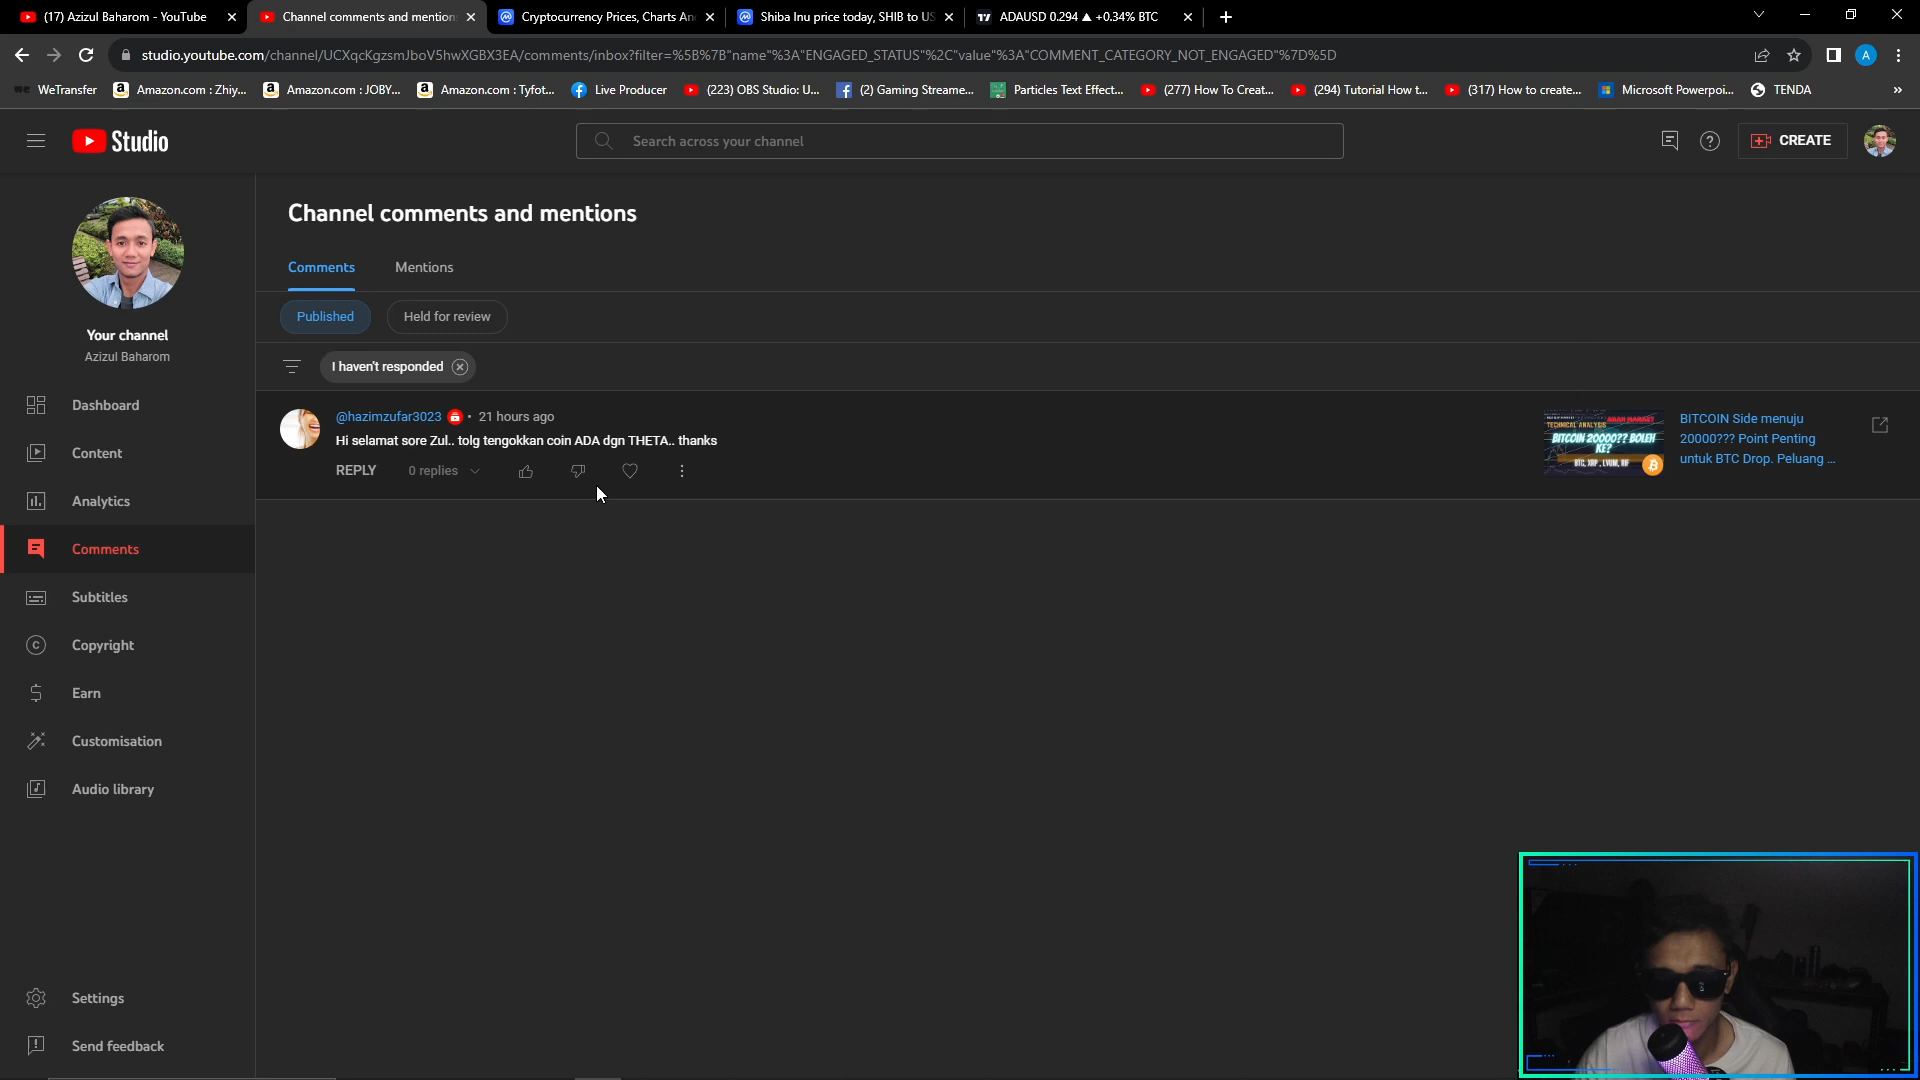 (17) Azizul Baharom - YouTube
Channel comments and mention
Cryptocurrency Prices, Charts An
Shiba Inu price today, SHIB to US
ADAUSD 0.294 ▲ +0.34% BTC
studio.youtube.com/channel/UCXqcKgzsmJboV5hwXGBX3EA/comments/inbox?filter=%5B%7B"name"%3A"ENGAGED_STATUS"%2C"value"%3A"COMMENT_CATEGORY_NOT_ENGAGED"%7D%5D
A
we WeTransfer
Amazon.com : Zhiy...
Amazon.com : JOBY...
Amazon.com : Tyfot...
Live Producer
(223) OBS Studio: U...
(2) Gaming Streame...
Particles Text Effect...
(277) How To Creat...
(294) Tutorial How t...
(317) How to create...
Microsoft Powerpoi...
TENDA
»
Studio
Search across your channel
CREATE
Your channel
Azizul Baharom
Dashboard
Content
Analytics
Comments
Subtitles
Copyright
Earn
Customisation
Audio library
Settings
Send feedback
Channel comments and mentions
Comments
Mentions
Published
Held for review
I haven't responded
@hazimzufar3023 • 21 hours ago
Hi selamat sore Zul.. tolg tengokkan coin ADA dgn THETA.. thanks
REPLY
0 replies
TECHNICAL ANALYSIS
BITCOIN 20000?? BOLEH
KE?
BITCOIN Side menuju
20000??? Point Penting
untuk BTC Drop. Peluang ...